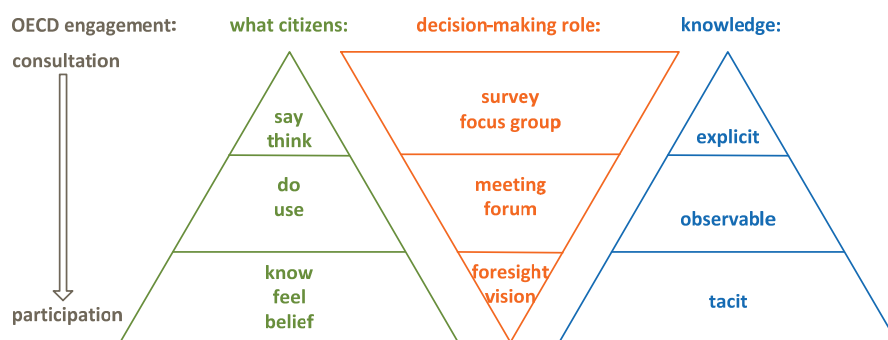 OECD engagement:
what citizens:
decision-making role:
knowledge:
consultation
participation
say
think
do
use
know
feel
belief
survey
focus group
meeting
forum
foresight
vision
explicit
observable
tacit